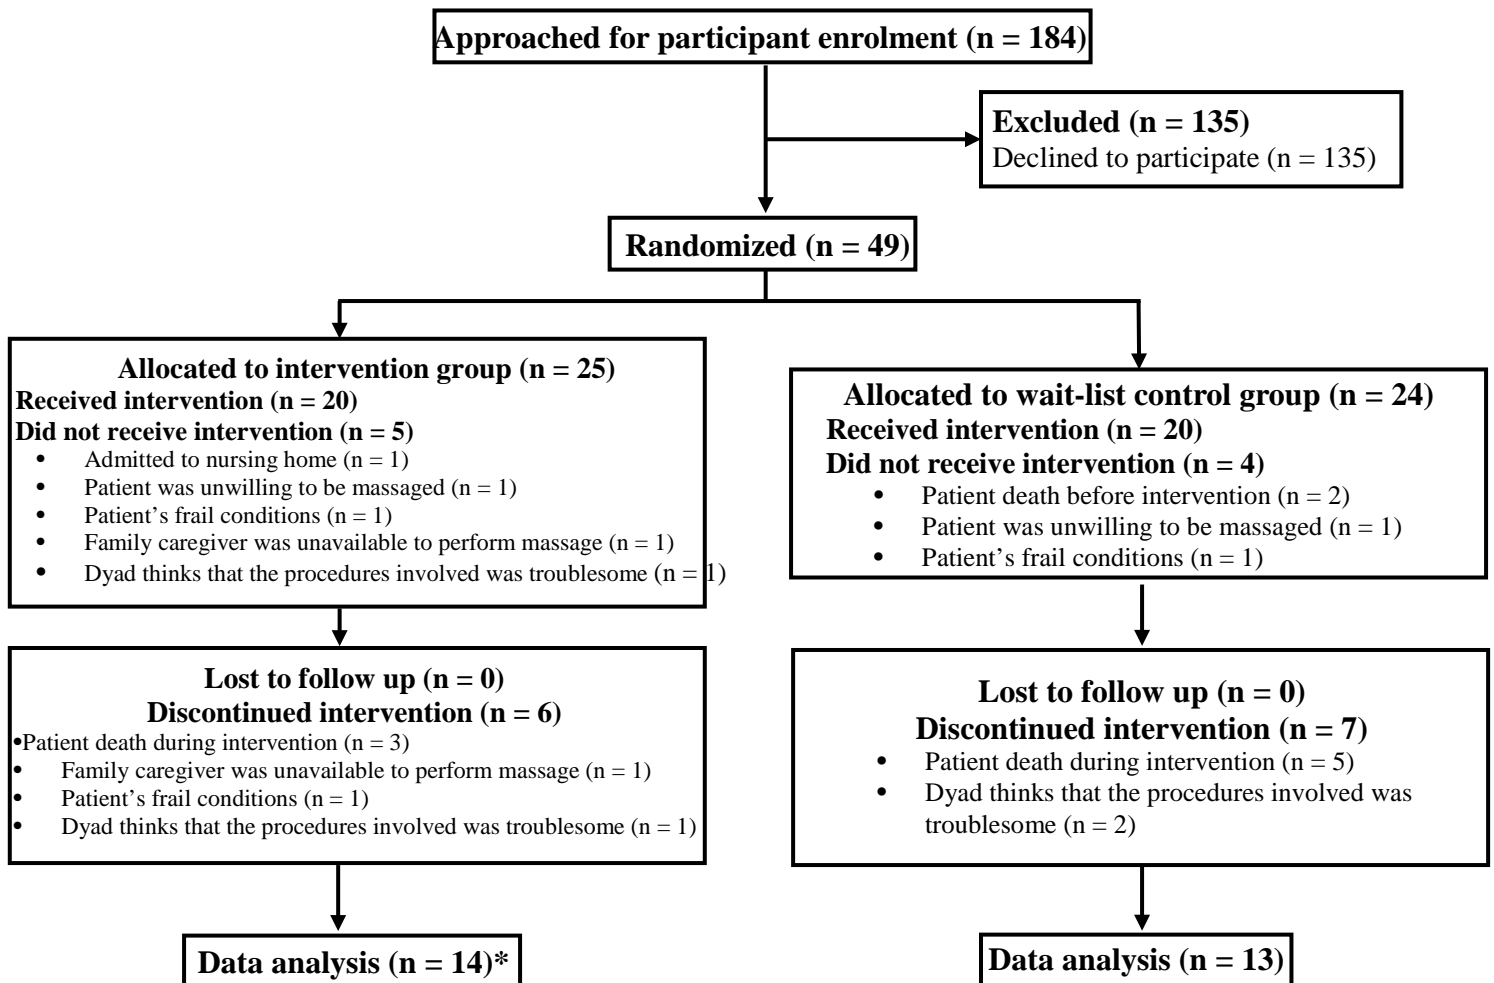 Approached for participant enrolment (n = 184)
Excluded (n = 135)
Declined to participate (n = 135)
Randomized (n = 49)
Allocated to intervention group (n = 25)
Received intervention (n = 20)
Did not receive intervention (n = 5)
• Admitted to nursing home (n = 1)
• Patient was unwilling to be massaged (n = 1)
• Patient’s frail conditions (n = 1)
• Family caregiver was unavailable to perform massage (n = 1)
• Dyad thinks that the procedures involved was troublesome (n = 1)
Allocated to wait-list control group (n = 24)
Received intervention (n = 20)
Did not receive intervention (n = 4)
• Patient death before intervention (n = 2)
• Patient was unwilling to be massaged (n = 1)
• Patient’s frail conditions (n = 1)
Lost to follow up (n = 0)
Discontinued intervention (n = 6)
•Patient death during intervention (n = 3)
• Family caregiver was unavailable to perform massage (n = 1)
• Patient’s frail conditions (n = 1)
• Dyad thinks that the procedures involved was troublesome (n = 1)
Lost to follow up (n = 0)
Discontinued intervention (n = 7)
• Patient death during intervention (n = 5)
• Dyad thinks that the procedures involved was
troublesome (n = 2)
Data analysis (n = 14)*
Data analysis (n = 13)